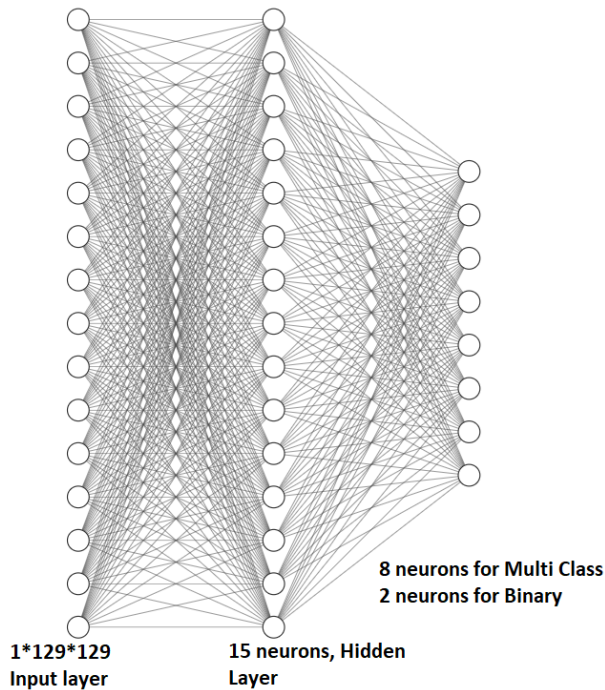 8 neurons for Multi Class
2 neurons for Binary
1*129*129
Input layer
15 neurons, Hidden
Layer